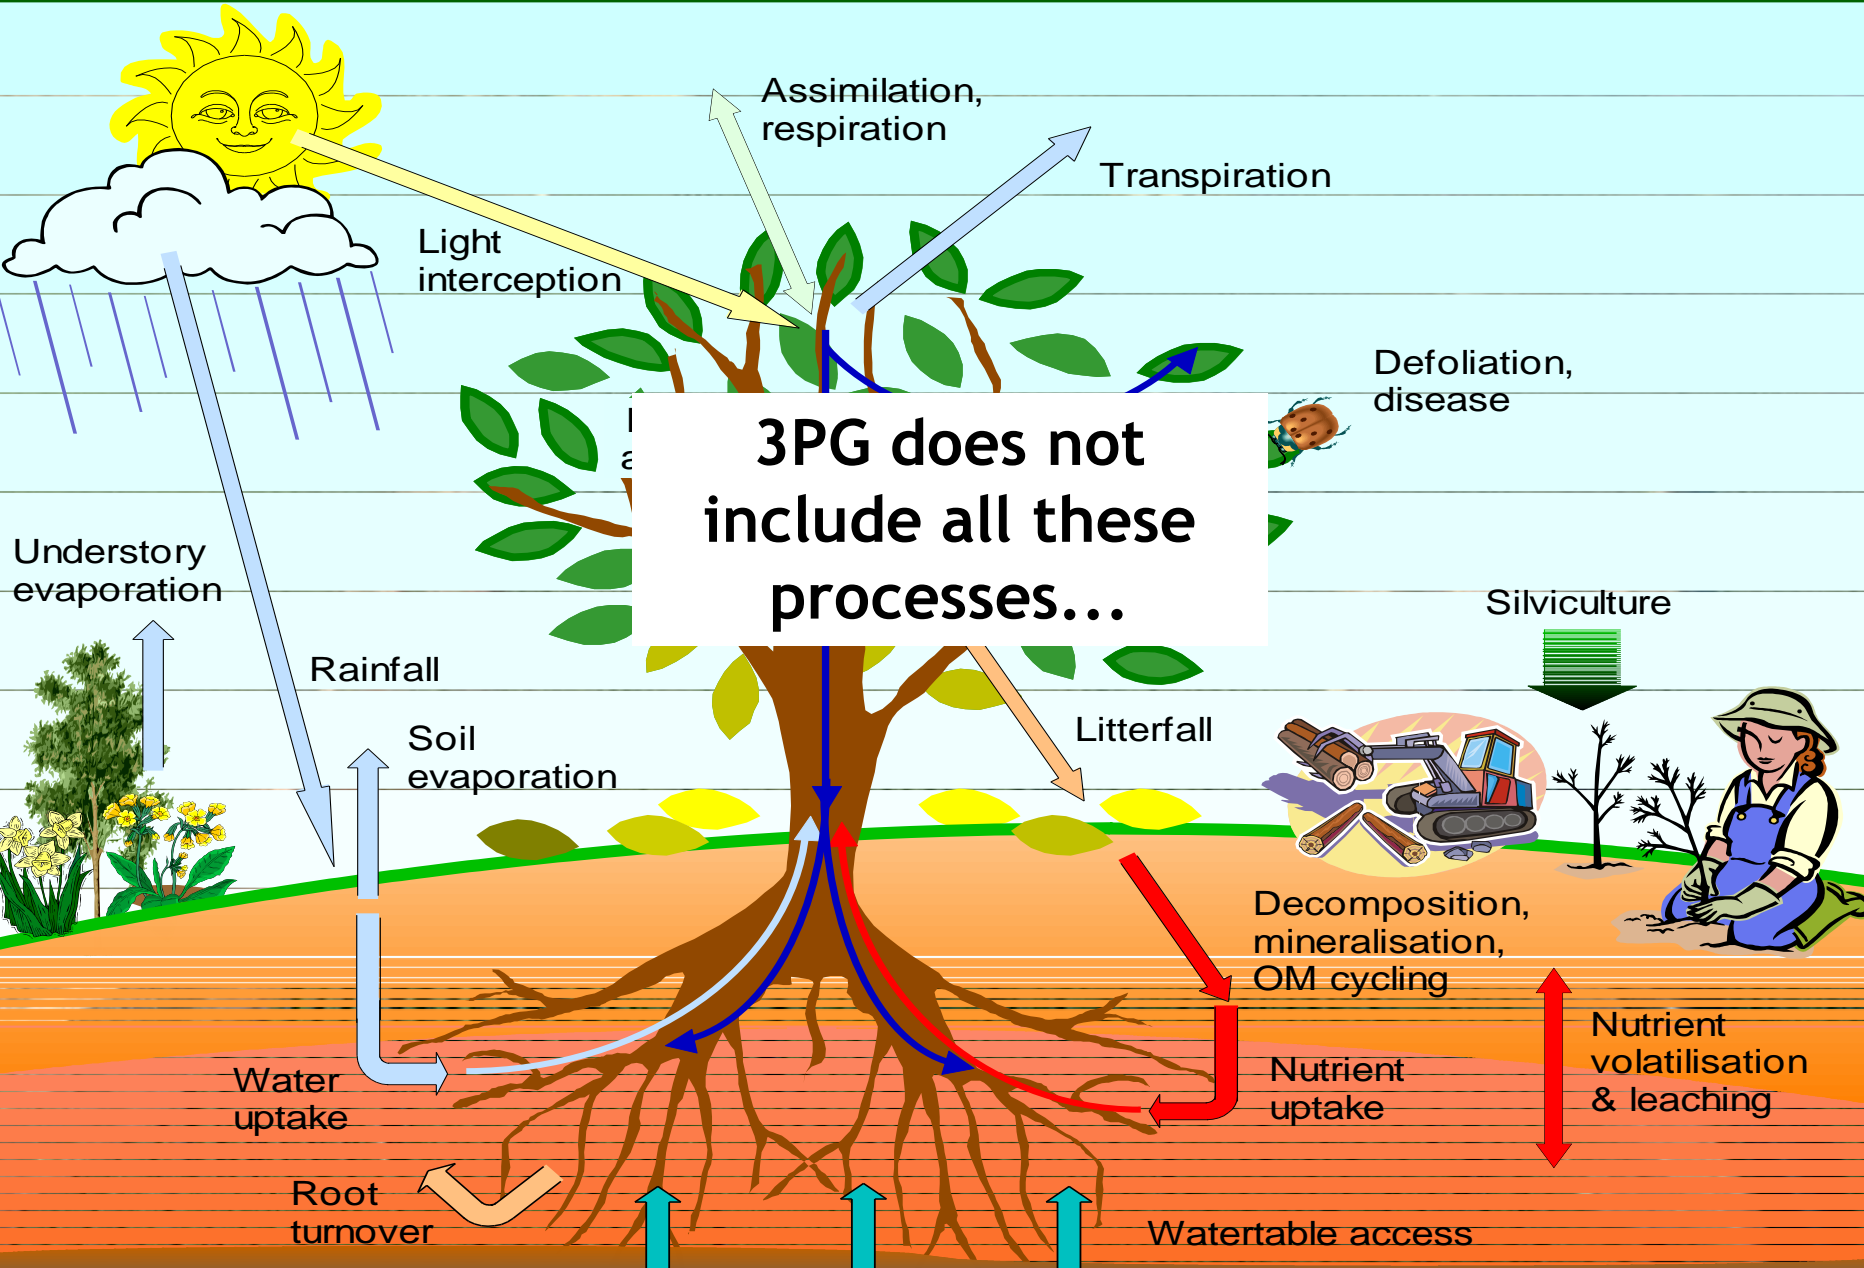 Assimilation,
respiration
Transpiration
Light
interception
Defoliation,
disease
3PG does not
include all these
processes...
Understory
evaporation
Silviculture
Rainfall
Soil
evaporation
Litterfall
Decomposition,
mineralisation,
OM cycling
Nutrient
volatilisation
& leaching
Water
uptake
Nutrient
uptake
Root
turnover
Watertable access